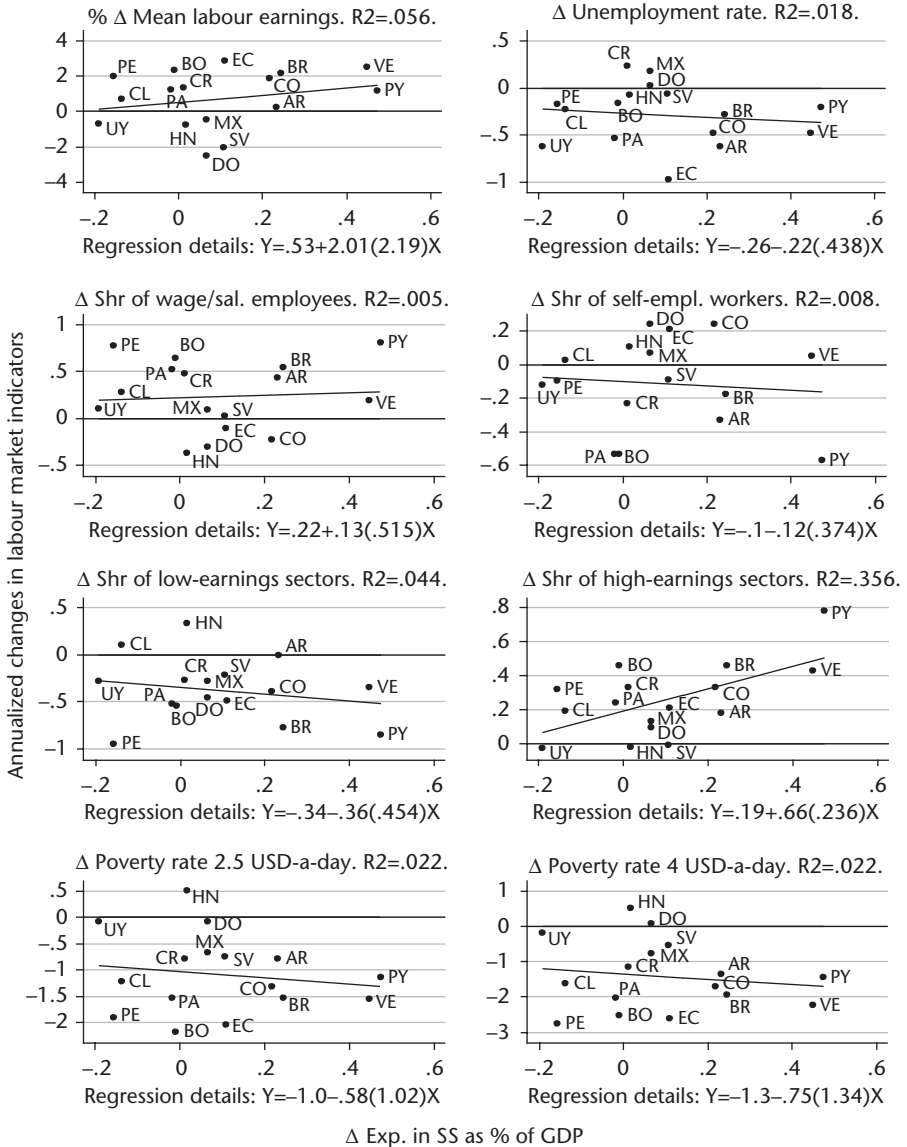 % Δ Mean labour earnings. R2=.056.
4
2
0
−2
−4
PE
BO
EC
BR
VE
CL
CR
PA
CO
AR
PY
UY
HN
MX
SV
DO
−.2 0 .2 .4 .6
Regression details: Y=.53+2.01(2.19)X
Δ Unemployment rate. R2=.018.
.5
0
−.5
−1
CR
MX
DO
PE
HN
SV
CL
BO
BR
PY
CO
UY
PA
AR
VE
EC
−.2 0 .2 .4 .6
Regression details: Y=−.26−.22(.438)X
Δ Shr of wage/sal. employees. R2=.005.
1
.5
0
−.5
PE
BO
PY
PA
CR
BR
AR
CL
UY
MX
SV
VE
EC
DO
CO
HN
−.2 0 .2 .4 .6
Regression details: Y=.22+.13(.515)X
Δ Shr of self-empl. workers. R2=.008.
.2
0
−.2
−.4
−.6
DO
CO
HN
EC
CL
MX
VE
UY
PE
SV
CR
BR
AR
PA
BO
PY
−.2 0 .2 .4 .6
Regression details: Y=−.1−.12(.374)X
Annualized changes in labour market indicators
Δ Shr of low-earnings sectors. R2=.044.
.5
0
−.5
−1
HN
CL
AR
CR
SV
UY
MX
PA
CO
VE
BO
DO
EC
BR
PY
PE
−.2 0 .2 .4 .6
Regression details: Y=−.34−.36(.454)X
Δ Shr of high-earnings sectors. R2=.356.
.8
.6
.4
.2
0
PY
BO
BR
VE
PE
CR
CO
CL
PA
EC
AR
MX
DO
UY
HN
SV
−.2 0 .2 .4 .6
Regression details: Y=.19+.66(.236)X
Δ Poverty rate 2.5 USD-a-day. R2=.022.
.5
0
−.5
−1
−1.5
−2
HN
UY
DO
MX
CR
SV
AR
CL
CO
PY
PA
BR
VE
PE
BO
EC
−.2 0 .2 .4 .6
Regression details: Y=−1.0−.58(1.02)X
Δ Poverty rate 4 USD-a-day. R2=.022.
1
0
−1
−2
−3
HN
DO
UY
SV
MX
CR
AR
CL
PA
CO
PY
BR
VE
PE
BO
EC
−.2 0 .2 .4 .6
Regression details: Y=−1.3−.75(1.34)X
Δ Exp. in SS as % of GDP